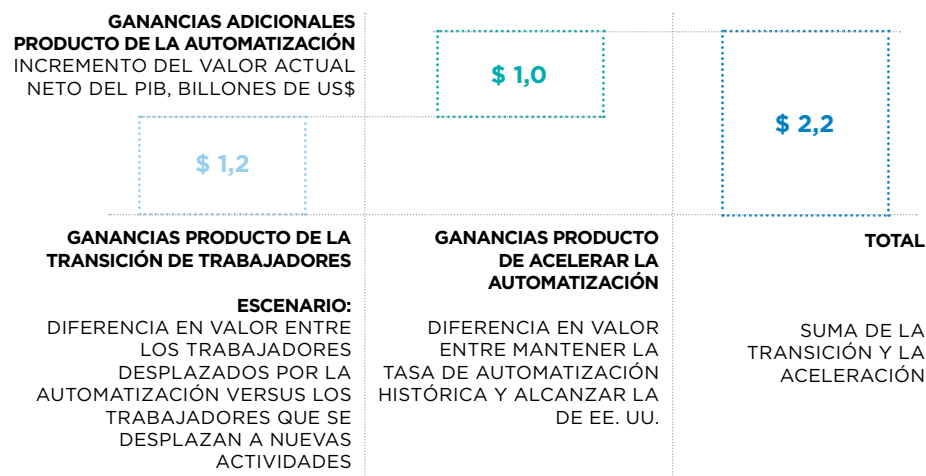 GANANCIAS ADICIONALES
PRODUCTO DE LA AUTOMATIZACIÓN
INCREMENTO DEL VALOR ACTUAL
NETO DEL PIB, BILLONES DE US$
$ 1,2
$ 1,0
$ 2,2
GANANCIAS PRODUCTO DE LA
TRANSICIÓN DE TRABAJADORES
ESCENARIO:
DIFERENCIA EN VALOR ENTRE
LOS TRABAJADORES
DESPLAZADOS POR LA
AUTOMATIZACIÓN VERSUS LOS
TRABAJADORES QUE SE
DESPLAZAN A NUEVAS
ACTIVIDADES
GANANCIAS PRODUCTO
DE ACELERAR LA
AUTOMATIZACIÓN
DIFERENCIA EN VALOR
ENTRE MANTENER LA
TASA DE AUTOMATIZACIÓN
HISTÓRICA Y ALCANZAR LA
DE EE. UU.
TOTAL
SUMA DE LA
TRANSICIÓN Y LA
ACELERACIÓN